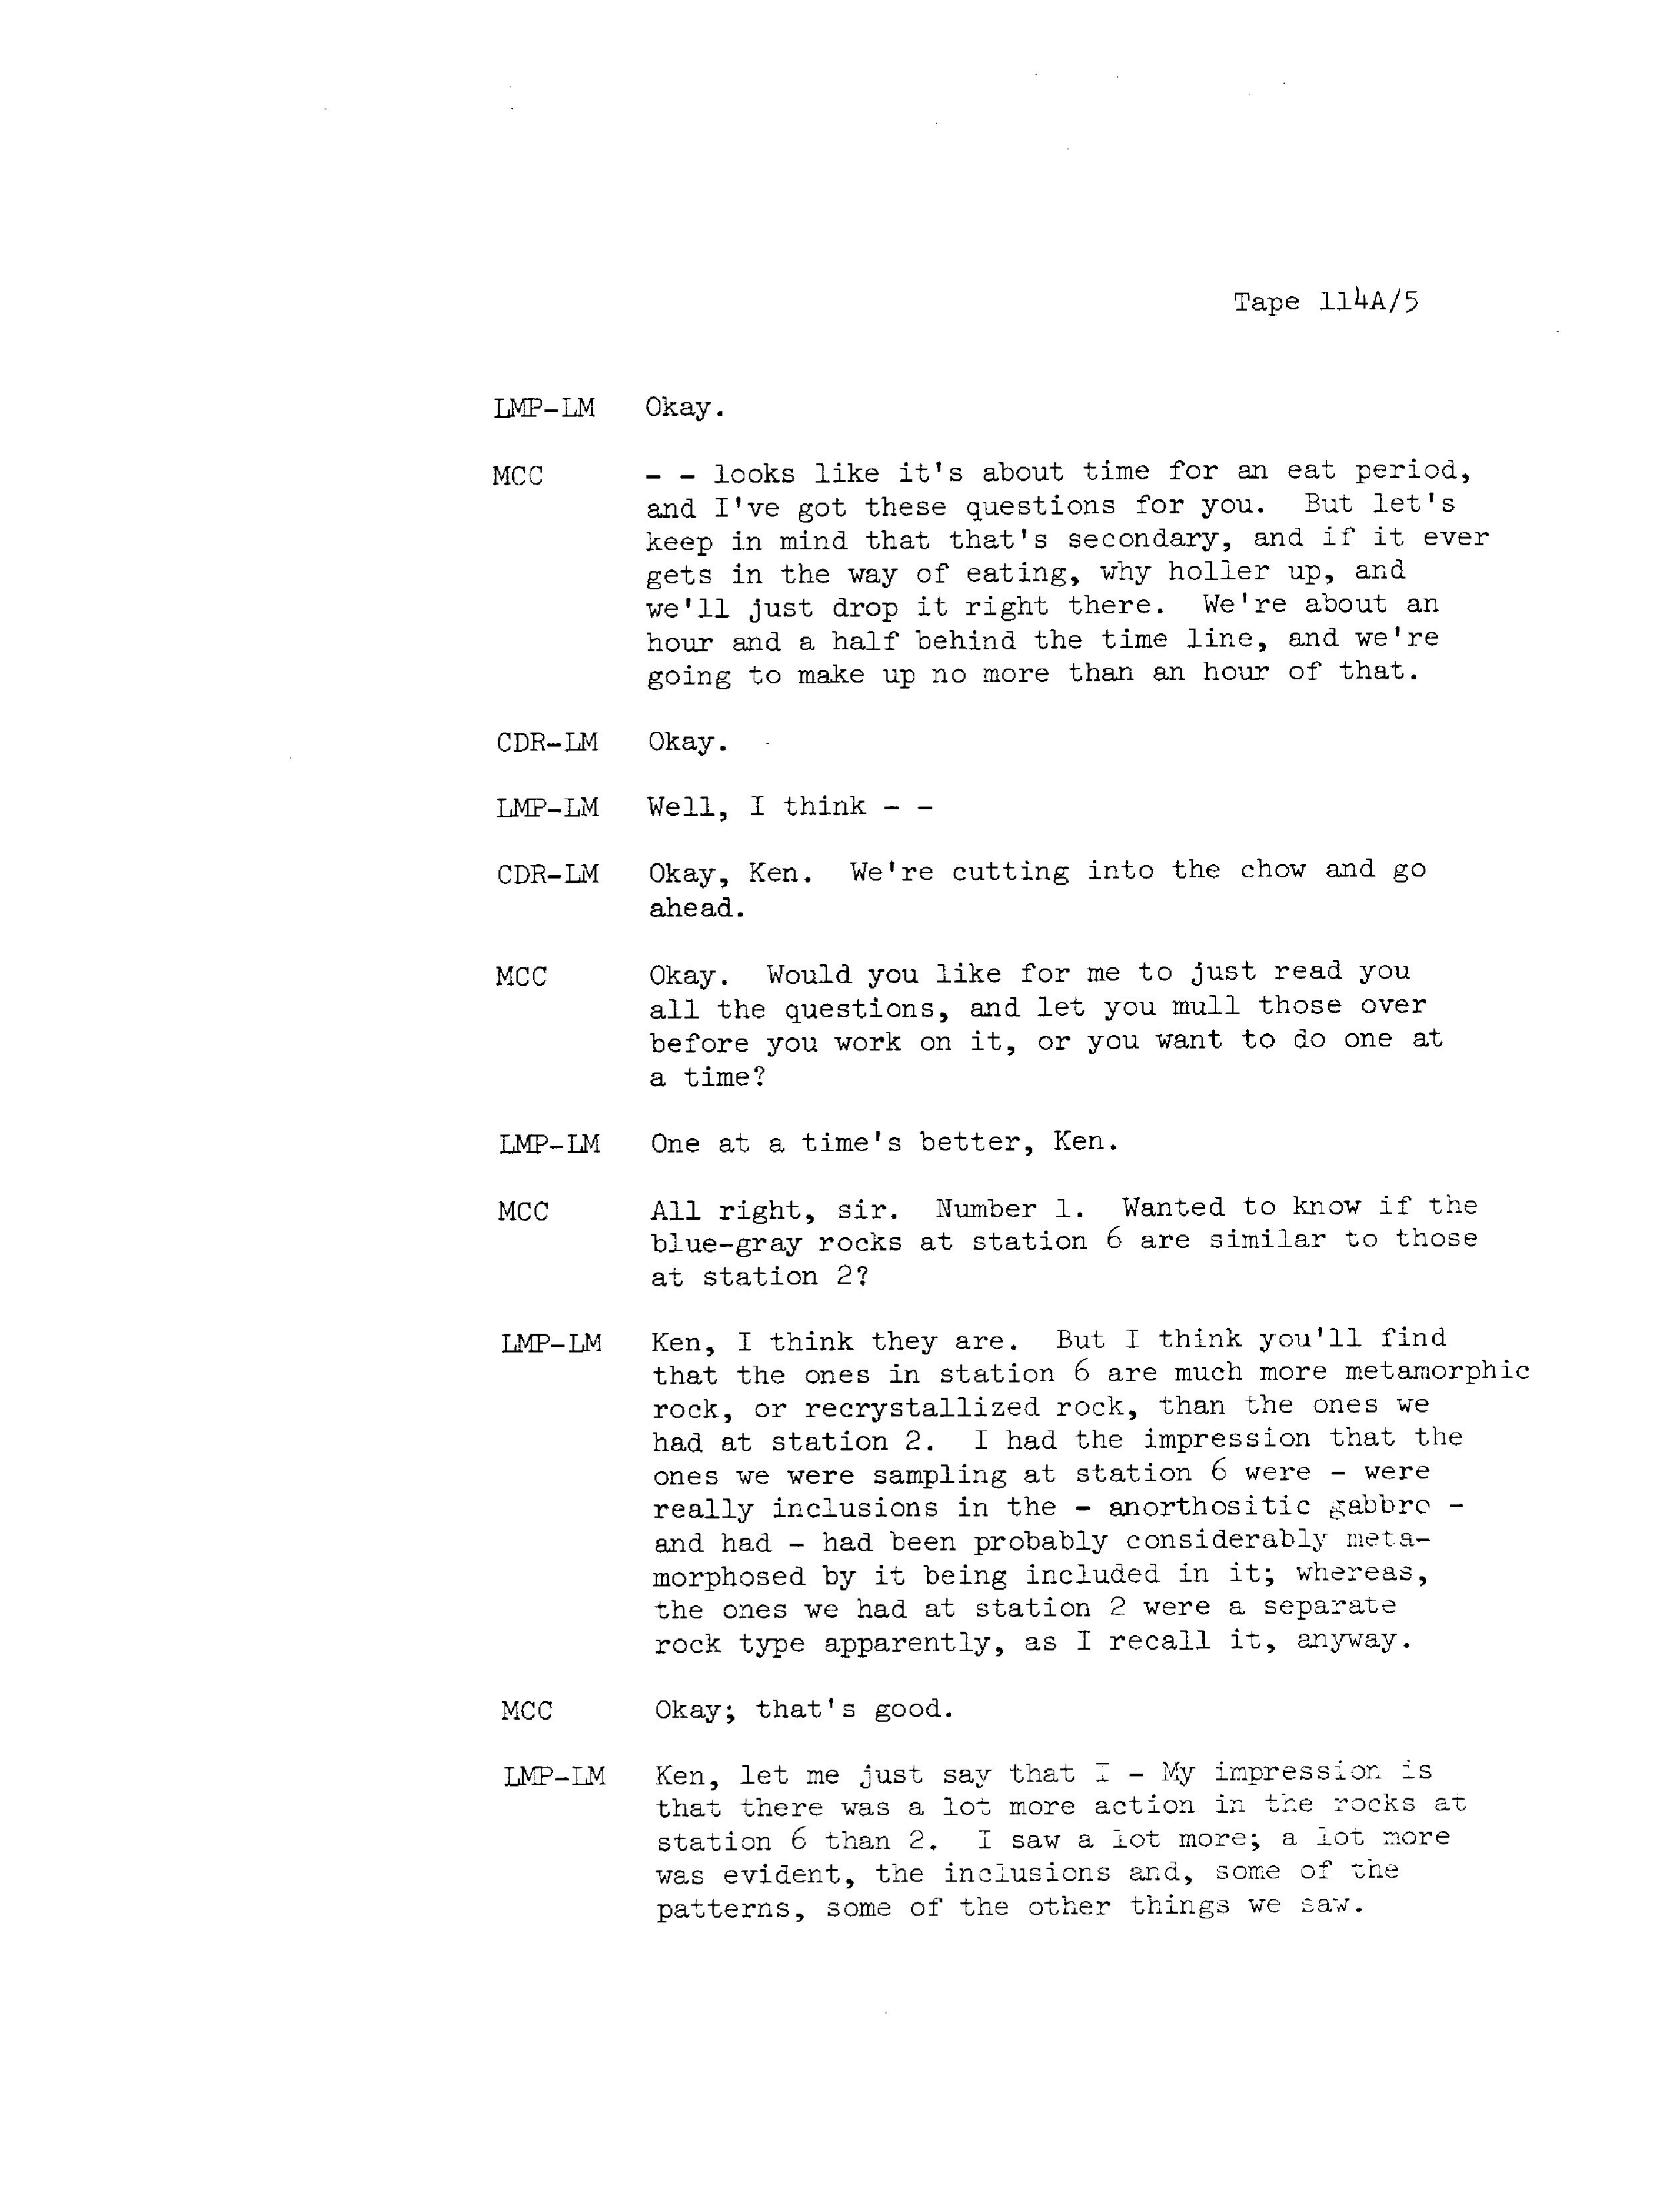 Tape 114A/5
LMP-LM Okay.
MCC - - looks like it's about time for an eat period,
and I've got these questions for you. But let's
keep in mind that that's secondary, and if it ever
gets in the way of eating, why holler up, and
we'll just drop it right there. We're about an
hour and a half behind the time line, and we're
going to make up no more than an hour of that.
CDR-LM Okay.
LMP-LM Well, I think - -
CDR-LM Okay, Ken. We're cutting into the chow and go
ahead.
MCC Okay. Would you like for me to just read you
all the questions, and let you mull those over
before you work on it, or you want to do one at
a time?
LMP-LM One at a time's better, Ken.
MCC All right, sir. Number 1. Wanted to know if the
blue-gray rocks at station 6 are similar to those
at station 2?
LMP-LM Ken, I think they are. But I think you'll find
that the ones in station 6 are much more metamorphic
rock, or recrystallized rock, than the ones we
had at station 2. I had the impression that the
ones we were sampling at station 6 were - were
really inclusions in the - anorthositic gabbro -
and had - had been probably considerably meta-
morphosed by it being included in it; whereas,
the ones we had at station 2 were a separate
rock type apparently, as I recall it, anyway.
MCC Okay; that's good.
LMP-LM Ken, let me just say that I - My impression is
that there was a lot more action in the rocks at
station 6 than 2. I saw a lot more; a lot more
was evident, the inclusions and, some of the
patterns, some of the other things we saw.